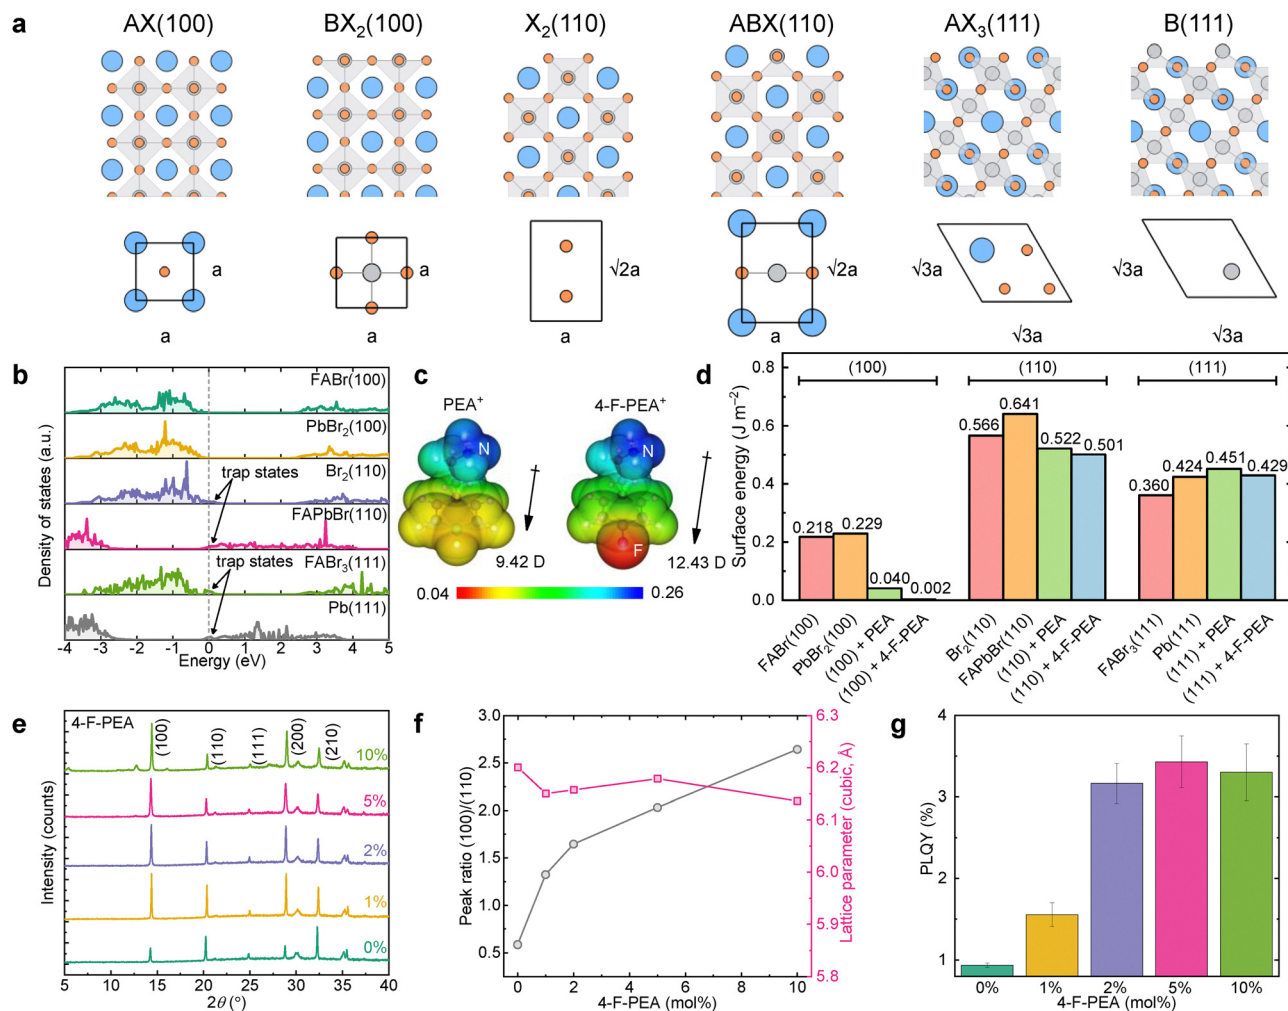 a
AX(100)
BX₂(100)
X₂(110)
ABX(110)
AX₃(111)
B(111)
a
a
a
a
√2a
a
√2a
a
√3a
√3a
√3a
√3a
b
Density of states (a.u.)
FABr(100)
PbBr₂(100)
Br₂(110)
trap states
FAPbBr(110)
FABr₃(111)
trap states
Pb(111)
-4 -3 -2 -1 0 1 2 3 4 5
Energy (eV)
c
PEA⁺
4-F-PEA⁺
N
N
F
9.42 D
12.43 D
0.04
0.26
d
Surface energy (J m⁻²)
0.8
0.6
0.4
0.2
0.0
(100)
(110)
(111)
0.218
0.229
0.040
0.002
0.566
0.641
0.522
0.501
0.360
0.424
0.451
0.429
FABr(100)
PbBr₂(100)
(100) + PEA
(100) + 4-F-PEA
Br₂(110)
FAPbBr(110)
(110) + PEA
(110) + 4-F-PEA
FABr₃(111)
Pb(111)
(111) + PEA
(111) + 4-F-PEA
e
Intensity (counts)
4-F-PEA
(100)
(110)
(111)
(200)
(210)
10%
5%
2%
1%
0%
5 10 15 20 25 30 35 40
2θ (°)
f
Peak ratio (100)/(110)
3.0
2.5
2.0
1.5
1.0
0.5
0 2 4 6 8 10
4-F-PEA (mol%)
6.3
6.2
6.1
6.0
5.9
5.8
Lattice parameter (cubic, Å)
g
PLQY (%)
4
3
2
1
0% 1% 2% 5% 10%
4-F-PEA (mol%)